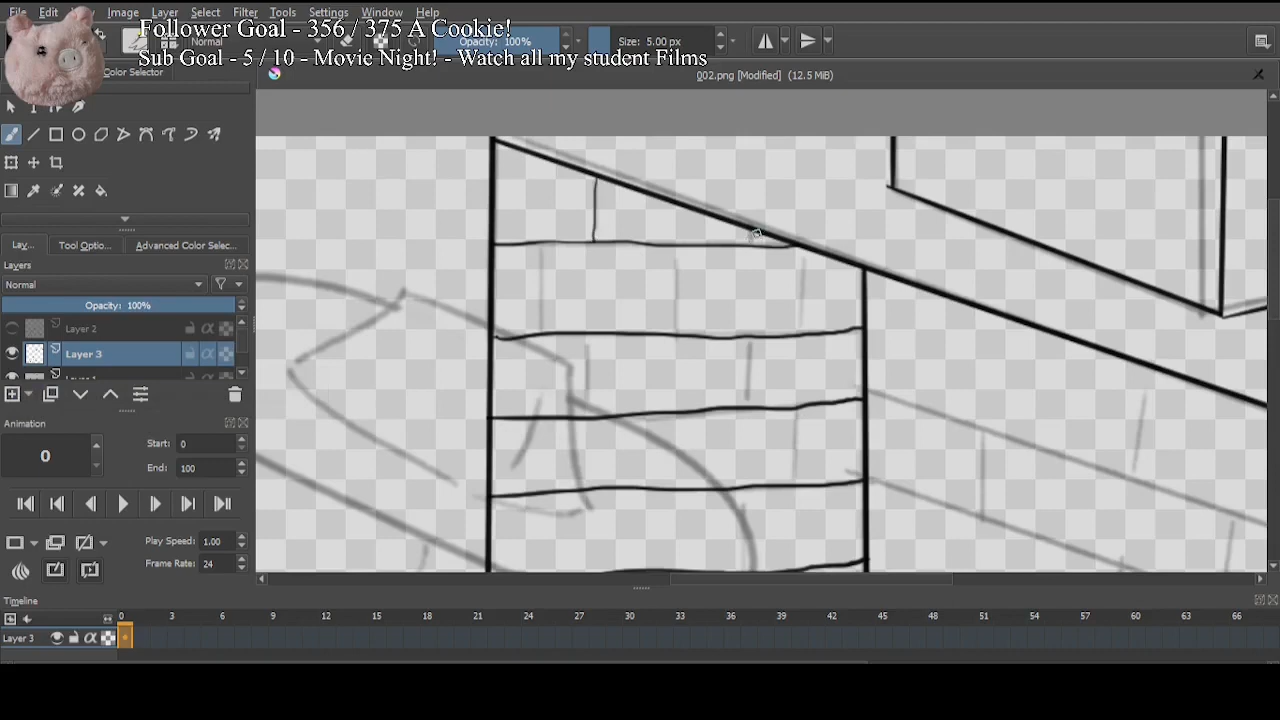 File Edit View Image Layer Select Filter Tools Settings Window Help
Follower Goal - 356 / 375 A Cookie!
Normal Opacity: 100% Size: 5.00 px
Sub Goal - 5 / 10 - Movie Night! - Watch all my student Films
Color Selector
002.png [Modified] (12.5 MiB)
Lay... Tool Optio... Advanced Color Selec...
Layers
Normal
Opacity: 100%
Layer 2
Layer 3
Layer 1
Animation
0
Start: 0
End: 100
Play Speed: 1.00
Frame Rate: 24
Timeline
0 3 6 9 12 15 18 21 24 27 30 33 36 39 42 45 48 51 54 57 60 63 66
Layer 3